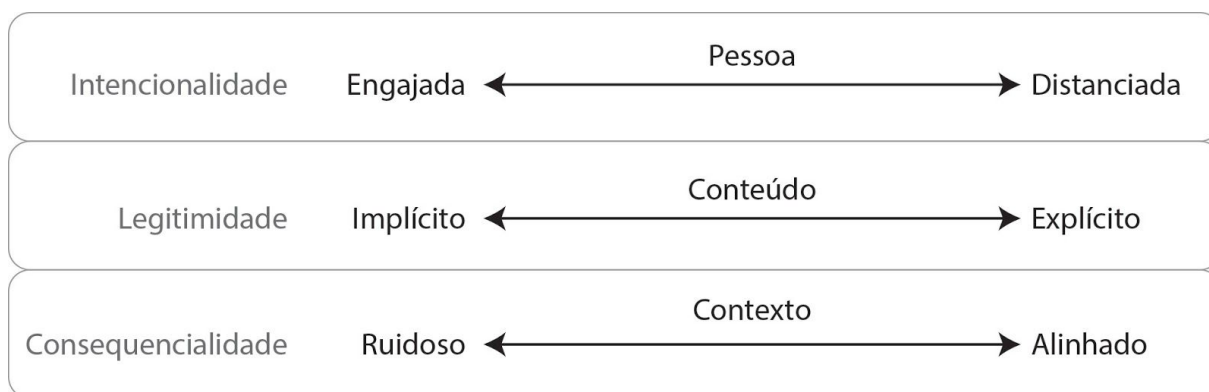 Pessoa
Intencionalidade Engajada Distanciada
Conteúdo
Legitimidade Implícito Explícito
Contexto
Consequencialidade Ruidoso Alinhado